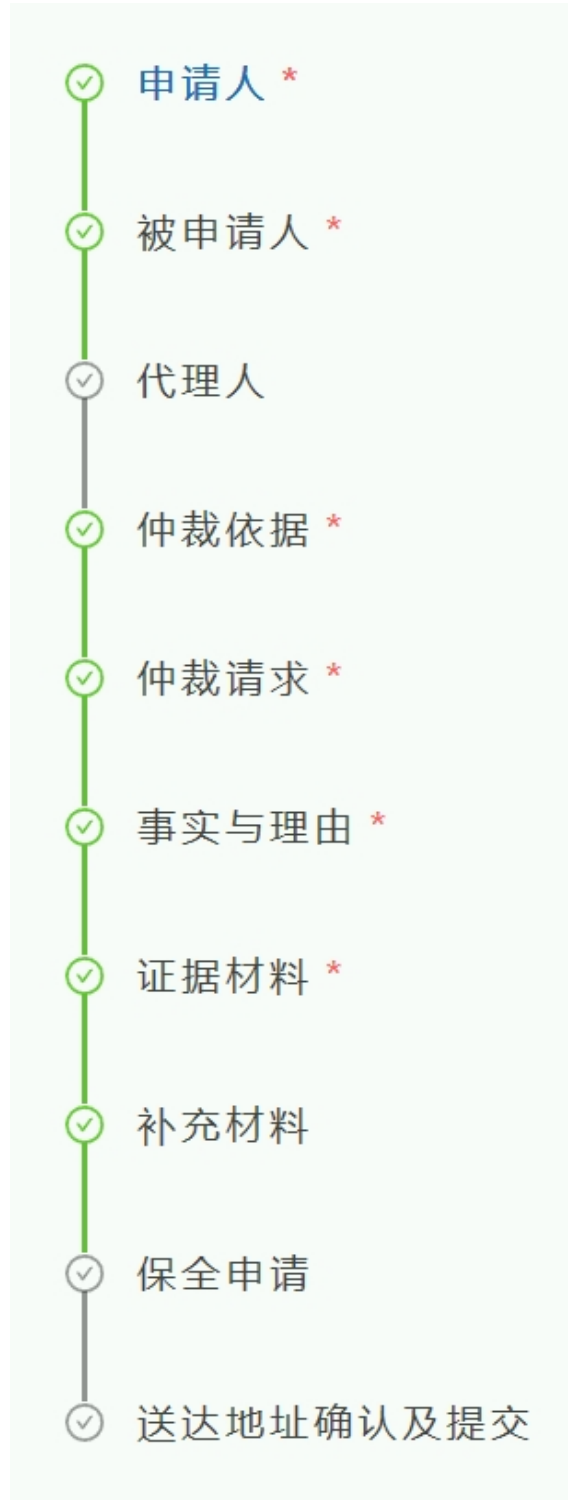 申请人 *
被申请人 *
代理人
仲裁依据 *
仲裁请求 *
事实与理由 *
证据材料 *
补充材料
保全申请
送达地址确认及提交